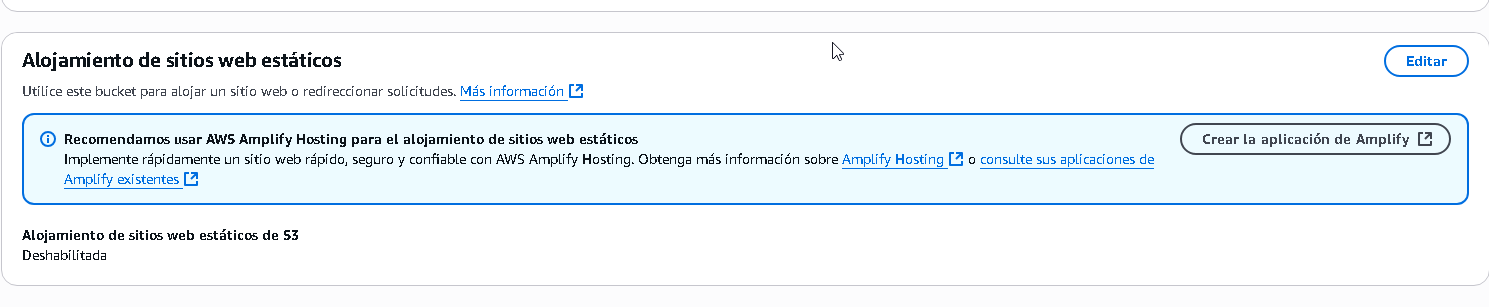 Alojamiento de sitios web estáticos
Editar
Utilice este bucket para alojar un sitio web o redireccionar solicitudes. Más información
Recomendamos usar AWS Amplify Hosting para el alojamiento de sitios web estáticos
Crear la aplicación de Amplify
Implemente rápidamente un sitio web rápido, seguro y confiable con AWS Amplify Hosting. Obtenga más información sobre Amplify Hosting o consulte sus aplicaciones de
Amplify existentes
Alojamiento de sitios web estáticos de S3
Deshabilitada